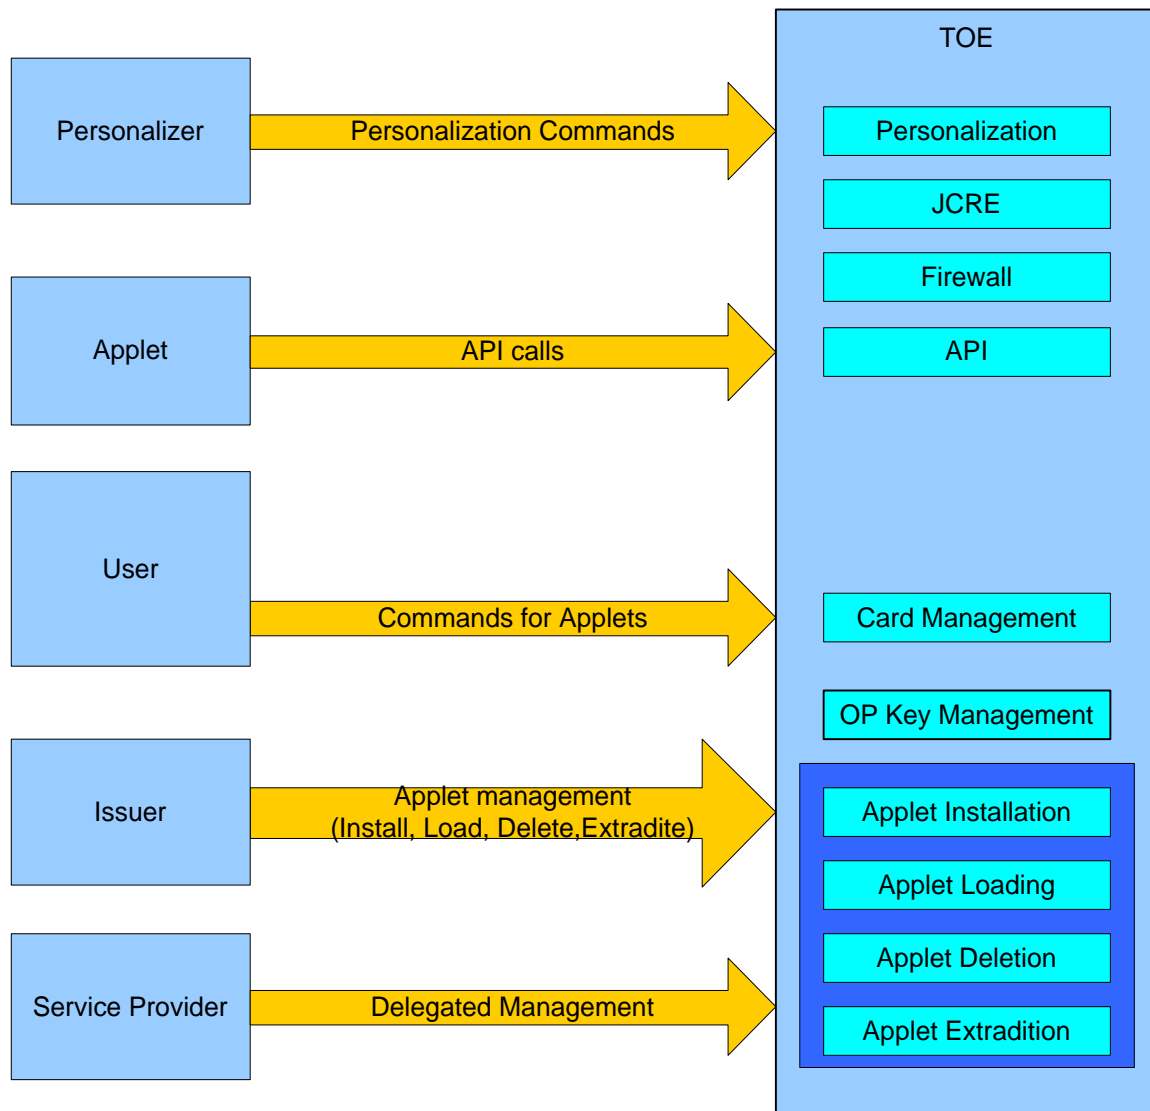 TOE
Personalizer
Personalization Commands
Personalization
JCRE
Firewall
Applet
API calls
API
User
Commands for Applets
Card Management
OP Key Management
Issuer
Applet management
(Install, Load, Delete,Extradite)
Applet Installation
Applet Loading
Applet Deletion
Service Provider
Delegated Management
Applet Extradition